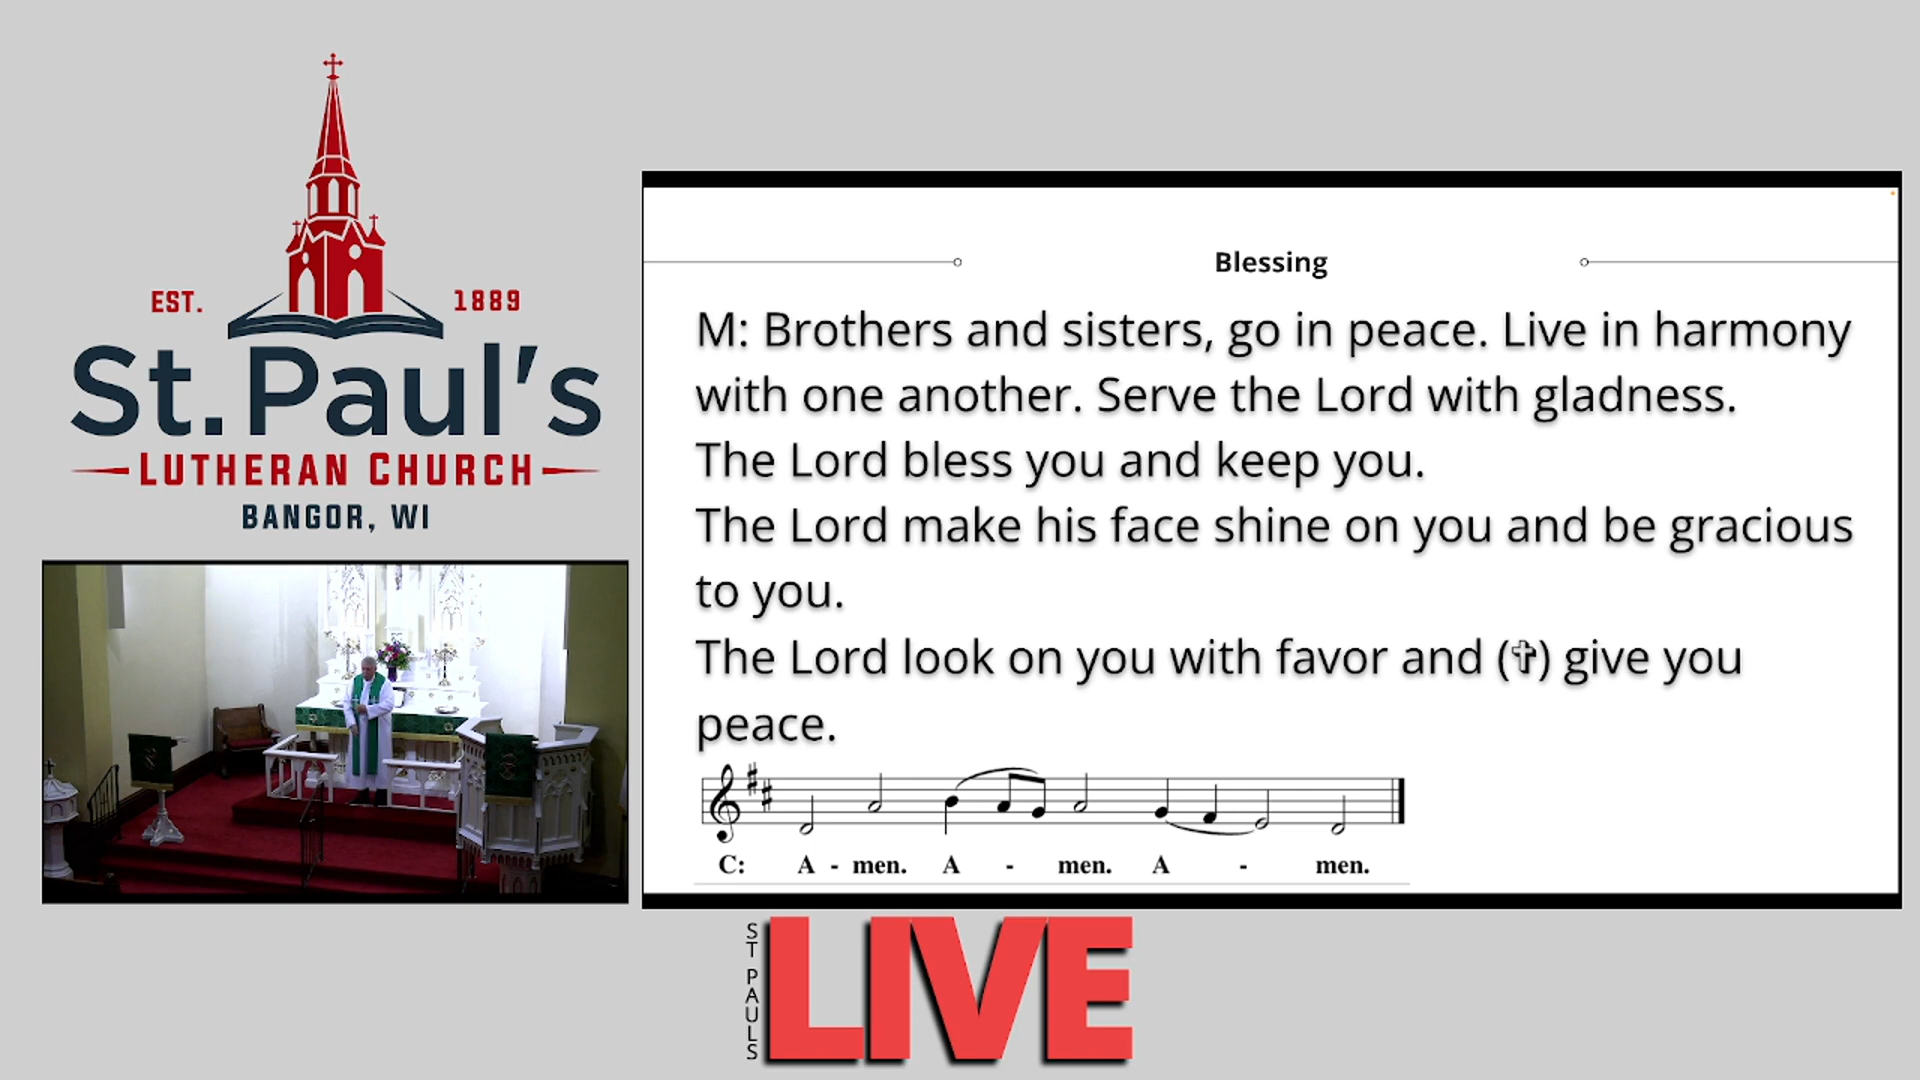 EST. 1889
St. Paul's
LUTHERAN CHURCH
BANGOR, WI
Blessing
M: Brothers and sisters, go in peace. Live in harmony
with one another. Serve the Lord with gladness.
The Lord bless you and keep you.
The Lord make his face shine on you and be gracious
to you.
The Lord look on you with favor and (✞) give you
peace.
C: A - men. A - men. A - men.
ST PAULS
LIVE